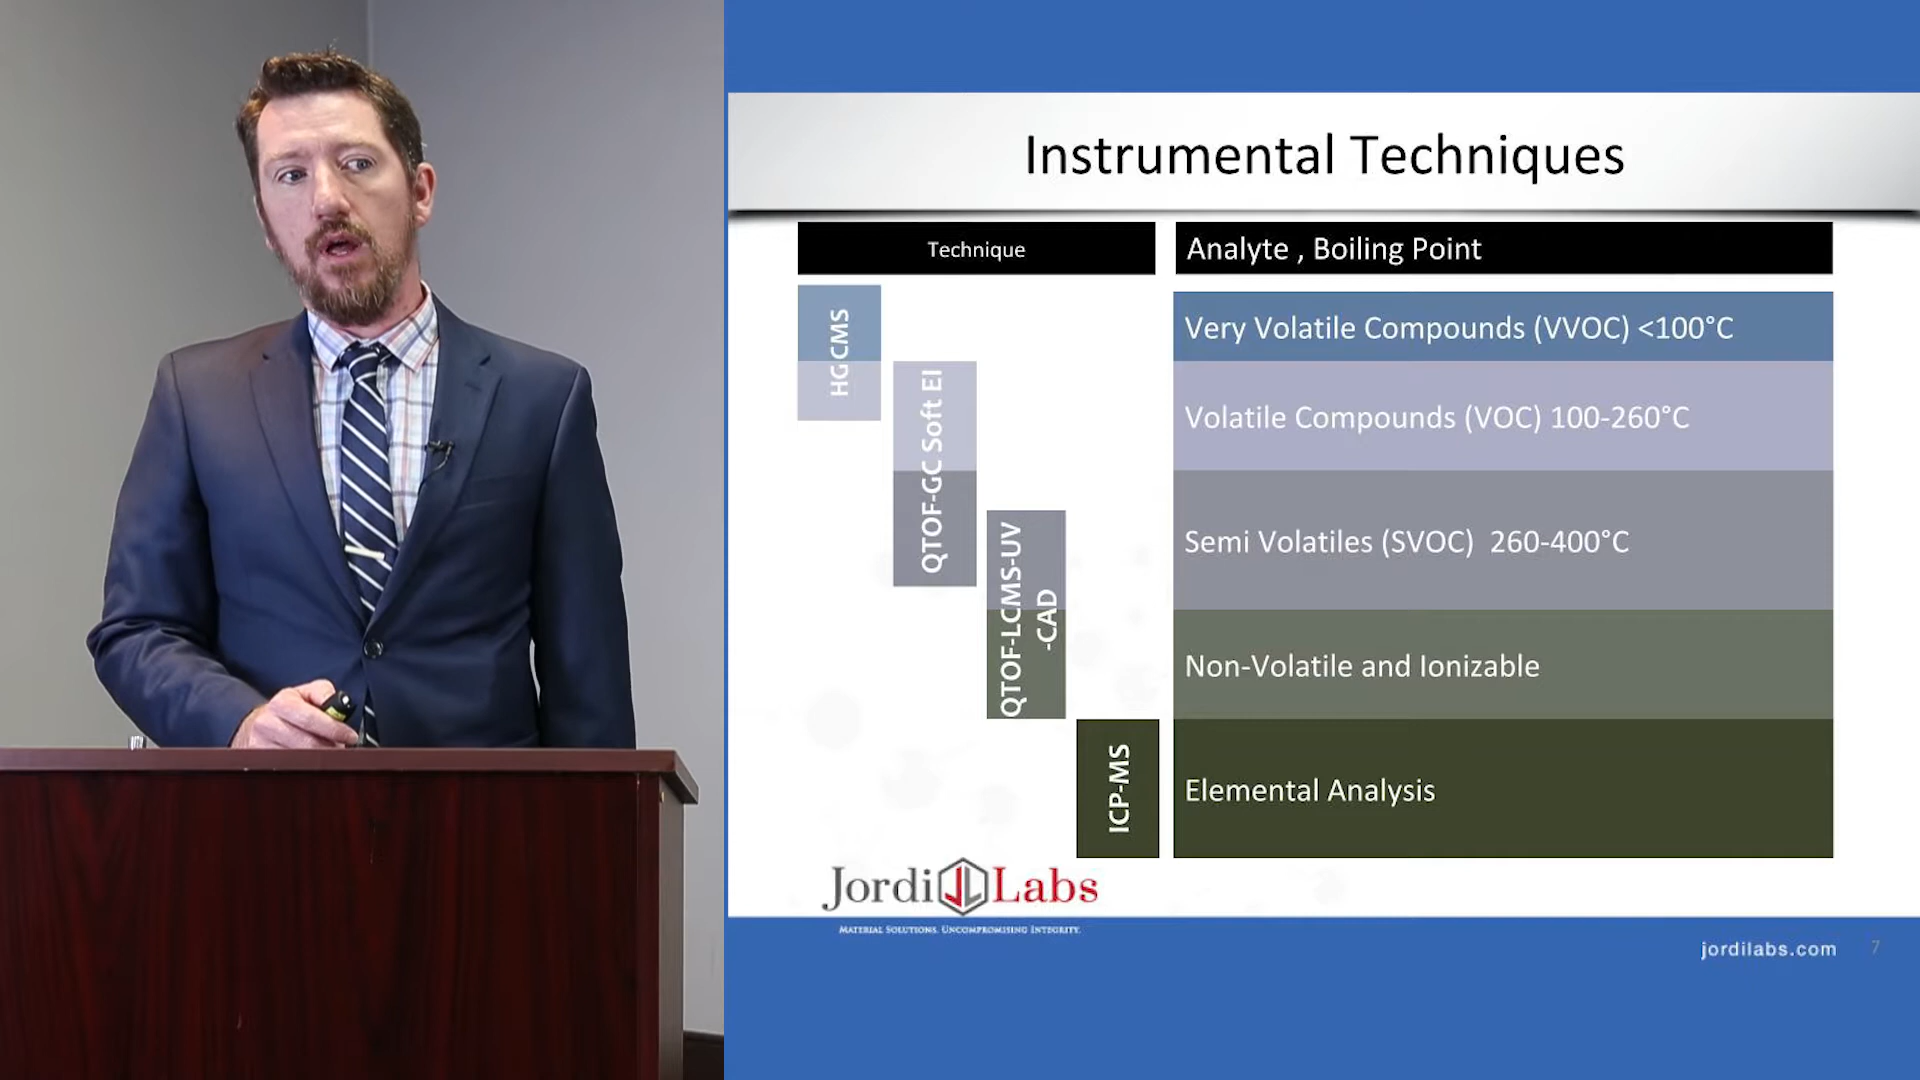 Instrumental Techniques
Technique
Analyte , Boiling Point
HGCMS
QTOF-GC Soft EI
QTOF-LCMS-UV
-CAD
ICP-MS
Very Volatile Compounds (VVOC) <100°C
Volatile Compounds (VOC) 100-260°C
Semi Volatiles (SVOC) 260-400°C
Non-Volatile and Ionizable
Elemental Analysis
Jordi JL Labs
MATERIAL SOLUTIONS. UNCOMPROMISING INTEGRITY.
jordilabs.com 7